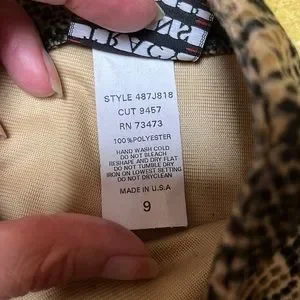 STYLE 487J818
CUT 9457
RN 73473
100% POLYESTER
HAND WASH COLD
DO NOT BLEACH
RESHAPE AND DRY FLAT
DO NOT TUMBLE DRY
IRON ON LOWEST SETTING
DO NOT DRYCLEAN
MADE IN U.S.A
9